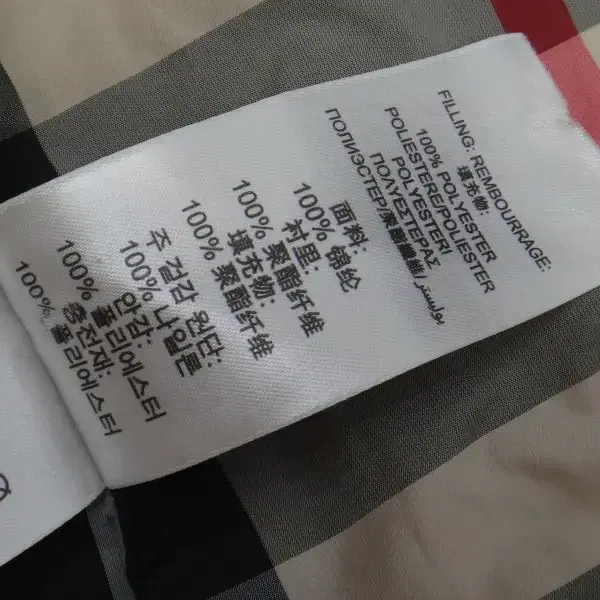 FILLING: REMBOURRAGE:
填充物:
100% POLYESTER
POLIESTERE/POLIESTER
POLYESTERI
ΠΟΛΥΕΣΤΕΡΑΣ
ПОЛИЭСТЕР/聚酯纖維/بوليستر
面料:
100% 锦纶
衬里:
100% 聚酯纤维
填充物:
100% 聚酯纤维
주 겉감 원단:
100% 나일론
안감:
100% 폴리에스터
충전재:
100% 폴리에스터